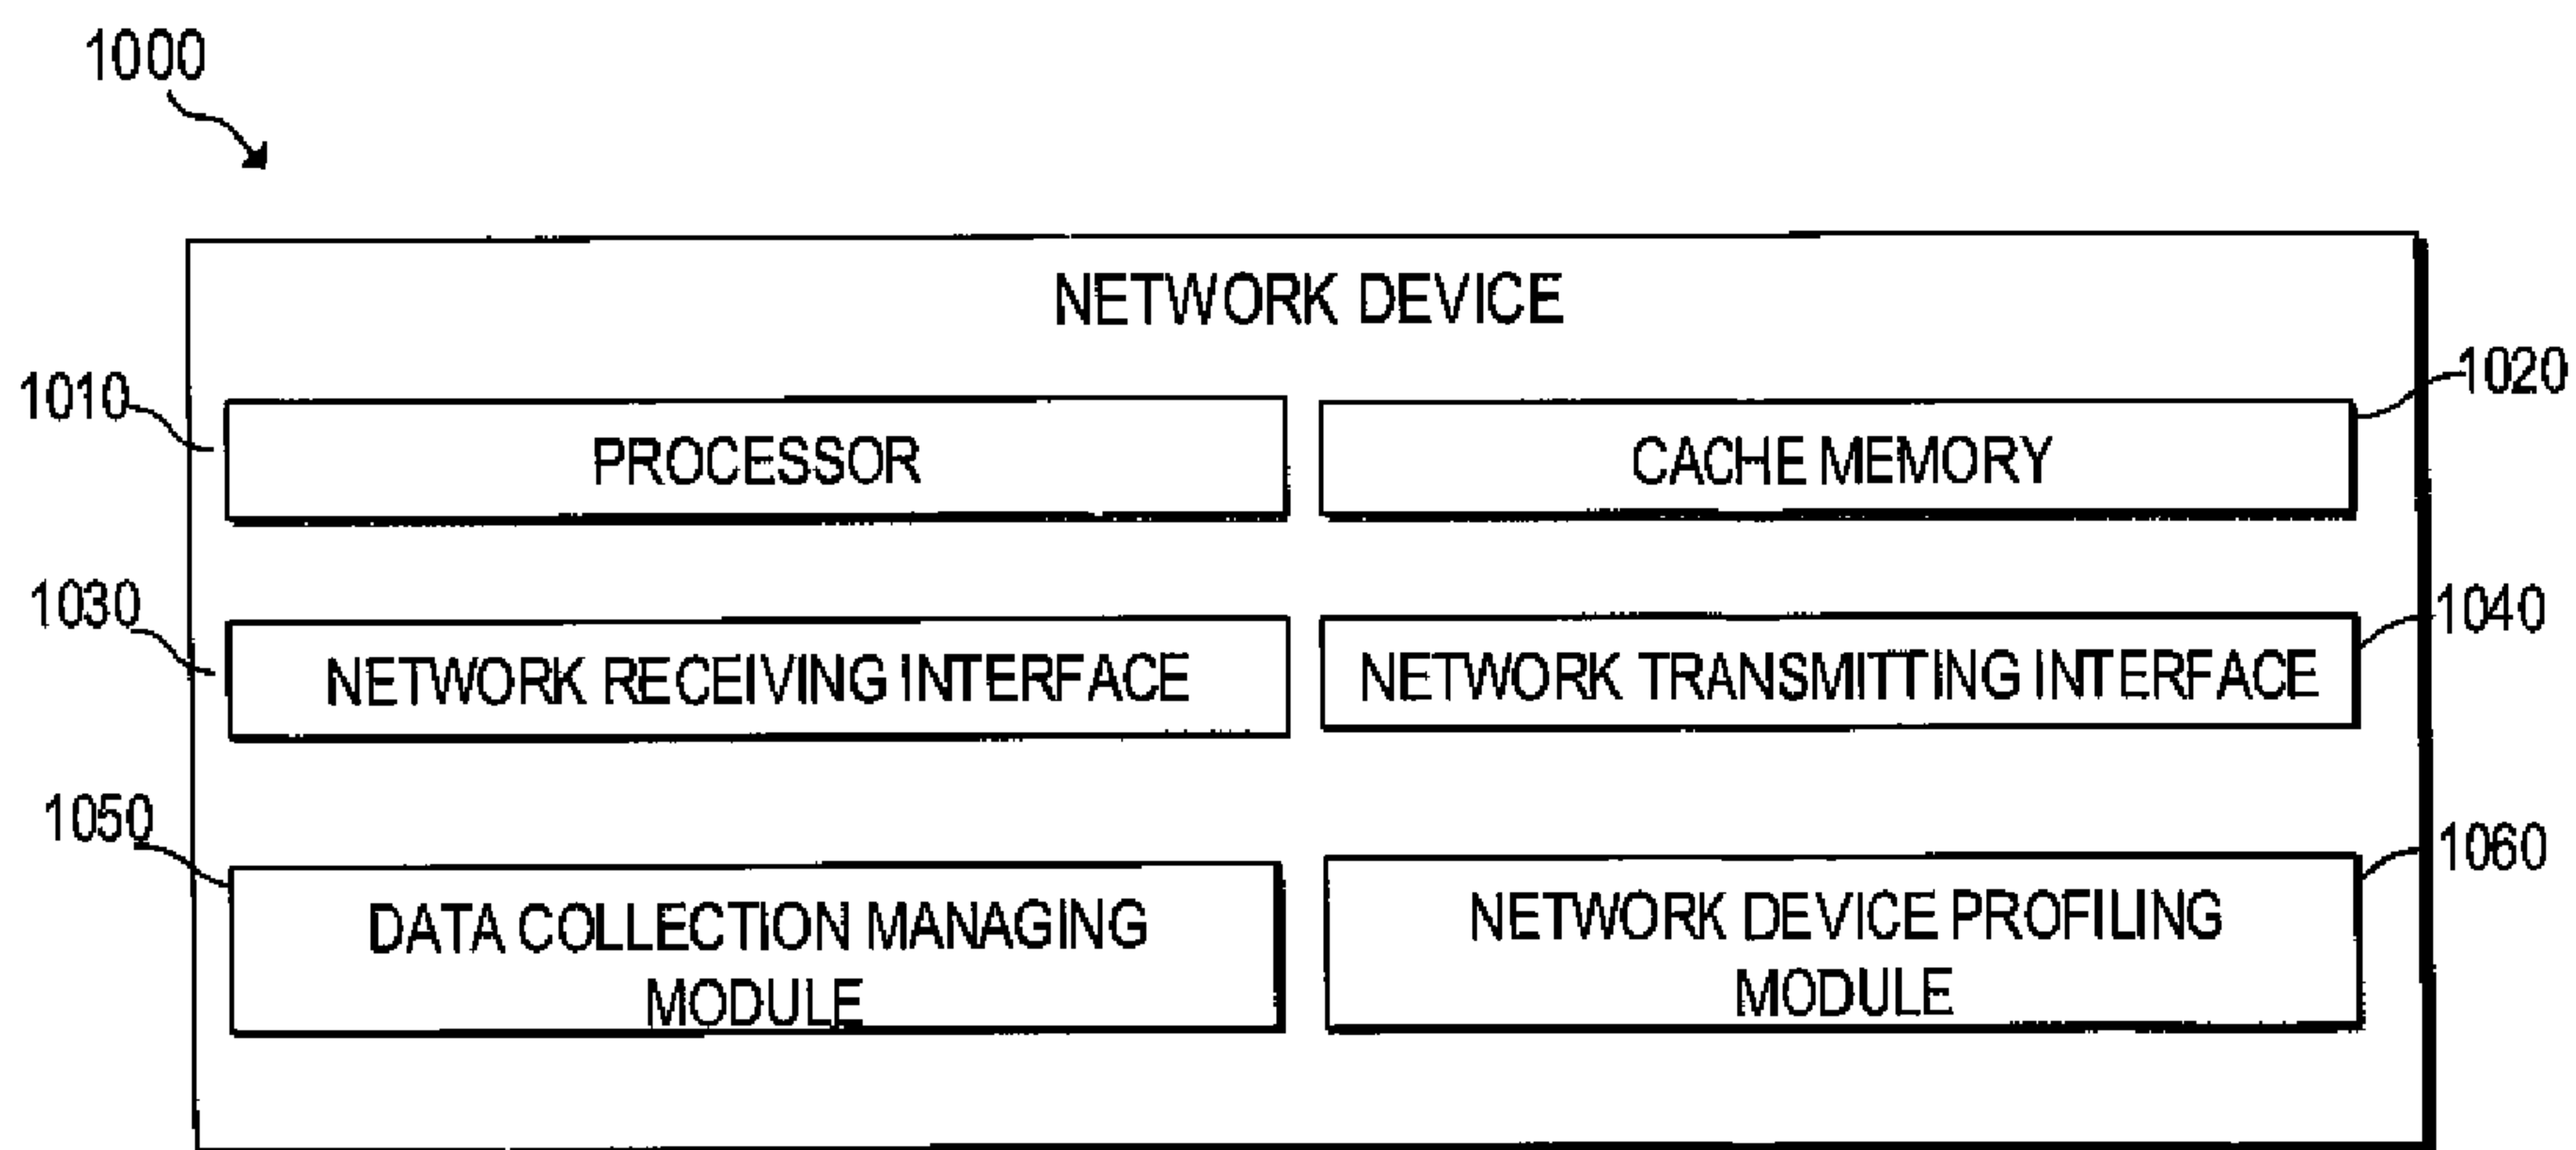 1000
NETWORK DEVICE
1010
PROCESSOR
CACHE MEMORY
1020
1030
NETWORK RECEIVING INTERFACE
NETWORK TRANSMITTING INTERFACE
1040
1050
DATA COLLECTION MANAGING
MODULE
NETWORK DEVICE PROFILING
MODULE
1060